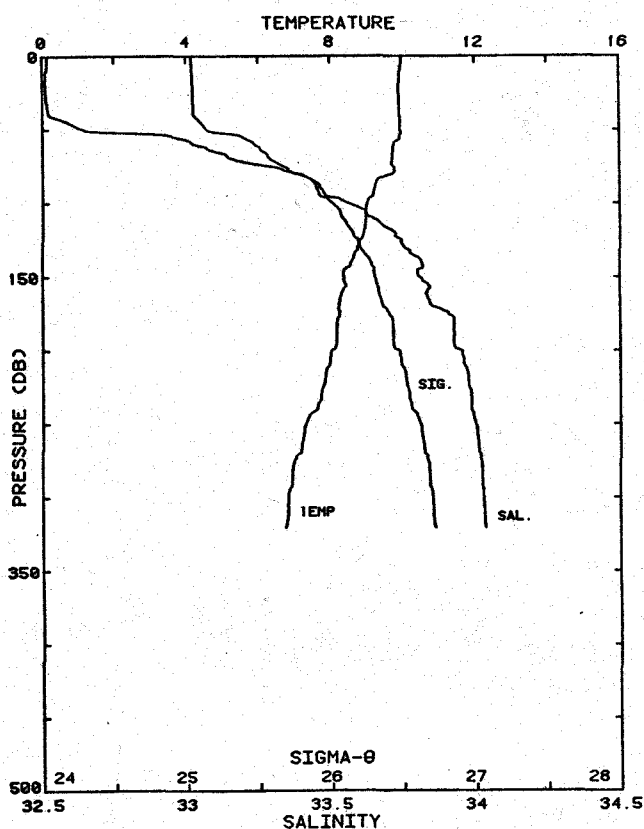 TEMPERATURE
0 4 8 12 16
0
150
350
500
PRESSURE (DB)
SIG.
TEMP
SAL.
SIGMA-θ
24 25 26 27 28
32.5 33 33.5 34 34.5
SALINITY